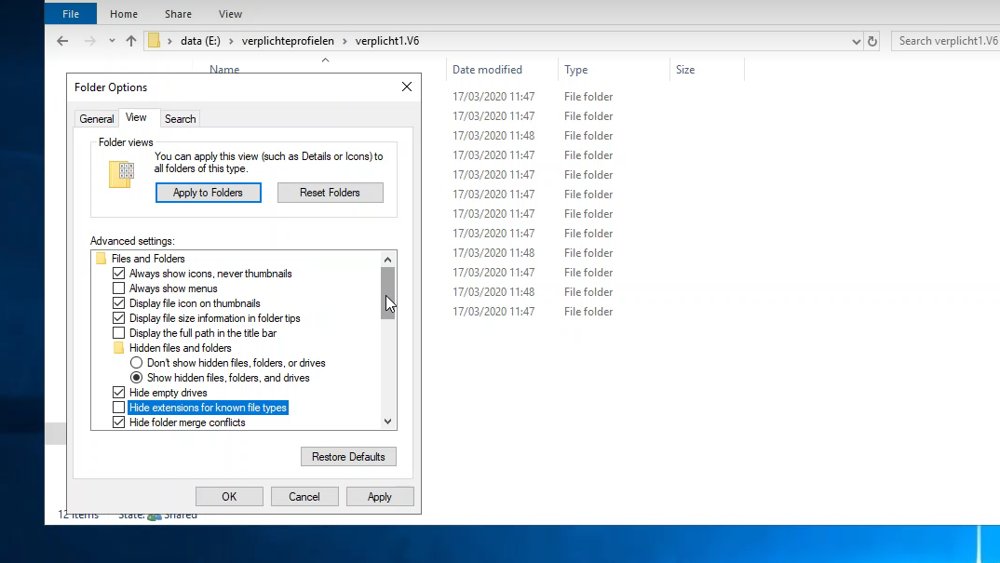 File Home Share View
data (E:) verplichteprofielen verplicht1.V6 Search verplicht1.V6
Name Date modified Type Size
Folder Options
General View Search
Folder views
You can apply this view (such as Details or Icons) to
all folders of this type.
Apply to Folders Reset Folders
Advanced settings:
Files and Folders
Always show icons, never thumbnails
Always show menus
Display file icon on thumbnails
Display file size information in folder tips
Display the full path in the title bar
Hidden files and folders
Don't show hidden files, folders, or drives
Show hidden files, folders, and drives
Hide empty drives
Hide extensions for known file types
Hide folder merge conflicts
Restore Defaults
OK Cancel Apply
17/03/2020 11:47 File folder
17/03/2020 11:47 File folder
17/03/2020 11:48 File folder
17/03/2020 11:47 File folder
17/03/2020 11:47 File folder
17/03/2020 11:47 File folder
17/03/2020 11:47 File folder
17/03/2020 11:47 File folder
17/03/2020 11:48 File folder
17/03/2020 11:47 File folder
17/03/2020 11:48 File folder
17/03/2020 11:47 File folder
12 items State: Shared